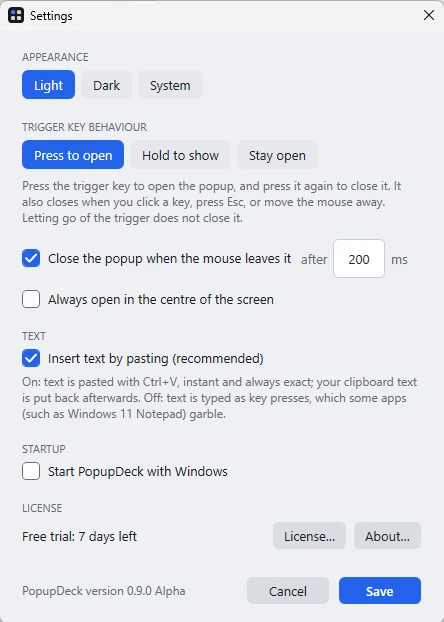 Settings
APPEARANCE
Light Dark System
TRIGGER KEY BEHAVIOUR
Press to open Hold to show Stay open
Press the trigger key to open the popup, and press it again to close it. It
also closes when you click a key, press Esc, or move the mouse away.
Letting go of the trigger does not close it.
Close the popup when the mouse leaves it after 200 ms
Always open in the centre of the screen
TEXT
Insert text by pasting (recommended)
On: text is pasted with Ctrl+V, instant and always exact; your clipboard text
is put back afterwards. Off: text is typed as key presses, which some apps
(such as Windows 11 Notepad) garble.
STARTUP
Start PopupDeck with Windows
LICENSE
Free trial: 7 days left License... About...
PopupDeck version 0.9.0 Alpha Cancel Save